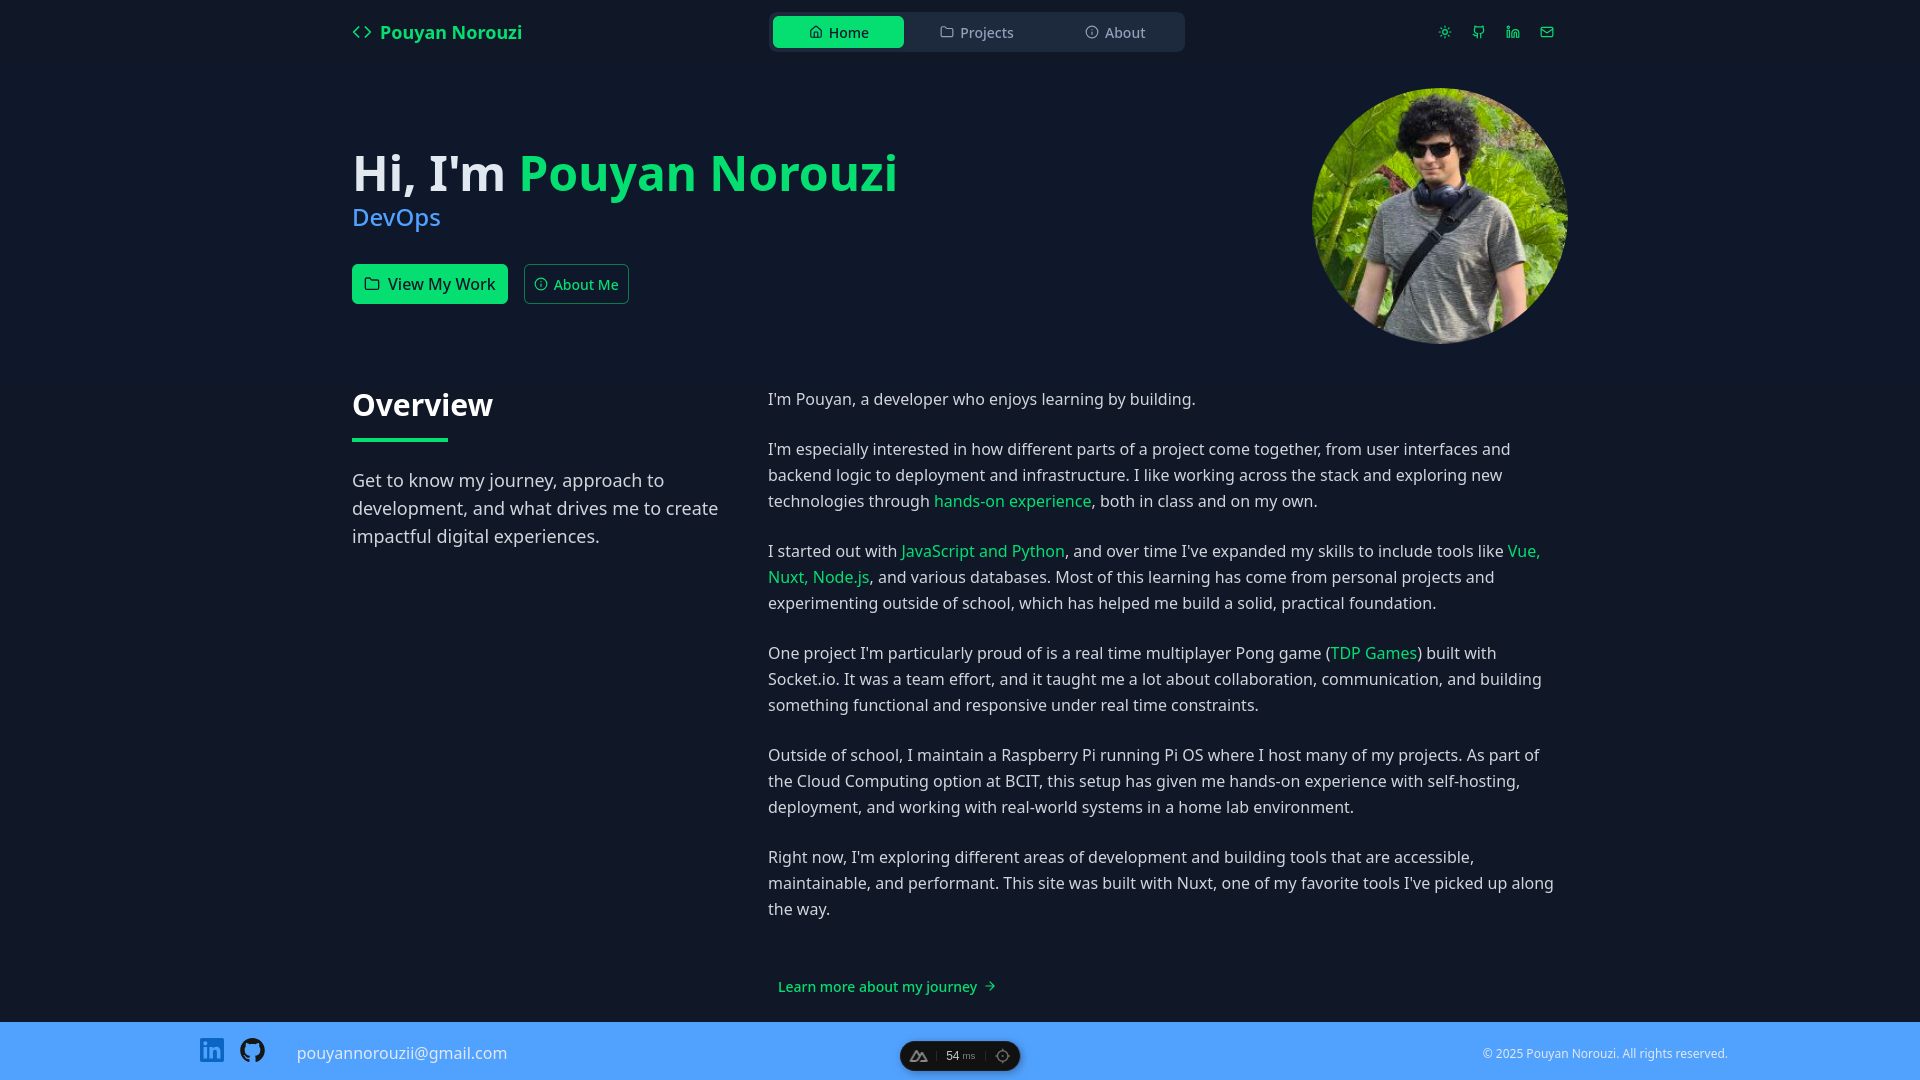 Pouyan Norouzi
Home
Projects
About
Hi, I'm Pouyan Norouzi
DevOps
View My Work
About Me
Overview
Get to know my journey, approach to
development, and what drives me to create
impactful digital experiences.
I'm Pouyan, a developer who enjoys learning by building.
I'm especially interested in how different parts of a project come together, from user interfaces and
backend logic to deployment and infrastructure. I like working across the stack and exploring new
technologies through hands-on experience, both in class and on my own.
I started out with JavaScript and Python, and over time I've expanded my skills to include tools like Vue,
Nuxt, Node.js, and various databases. Most of this learning has come from personal projects and
experimenting outside of school, which has helped me build a solid, practical foundation.
One project I'm particularly proud of is a real time multiplayer Pong game (TDP Games) built with
Socket.io. It was a team effort, and it taught me a lot about collaboration, communication, and building
something functional and responsive under real time constraints.
Outside of school, I maintain a Raspberry Pi running Pi OS where I host many of my projects. As part of
the Cloud Computing option at BCIT, this setup has given me hands-on experience with self-hosting,
deployment, and working with real-world systems in a home lab environment.
Right now, I'm exploring different areas of development and building tools that are accessible,
maintainable, and performant. This site was built with Nuxt, one of my favorite tools I've picked up along
the way.
Learn more about my journey
pouyannorouzii@gmail.com
54 ms
© 2025 Pouyan Norouzi. All rights reserved.